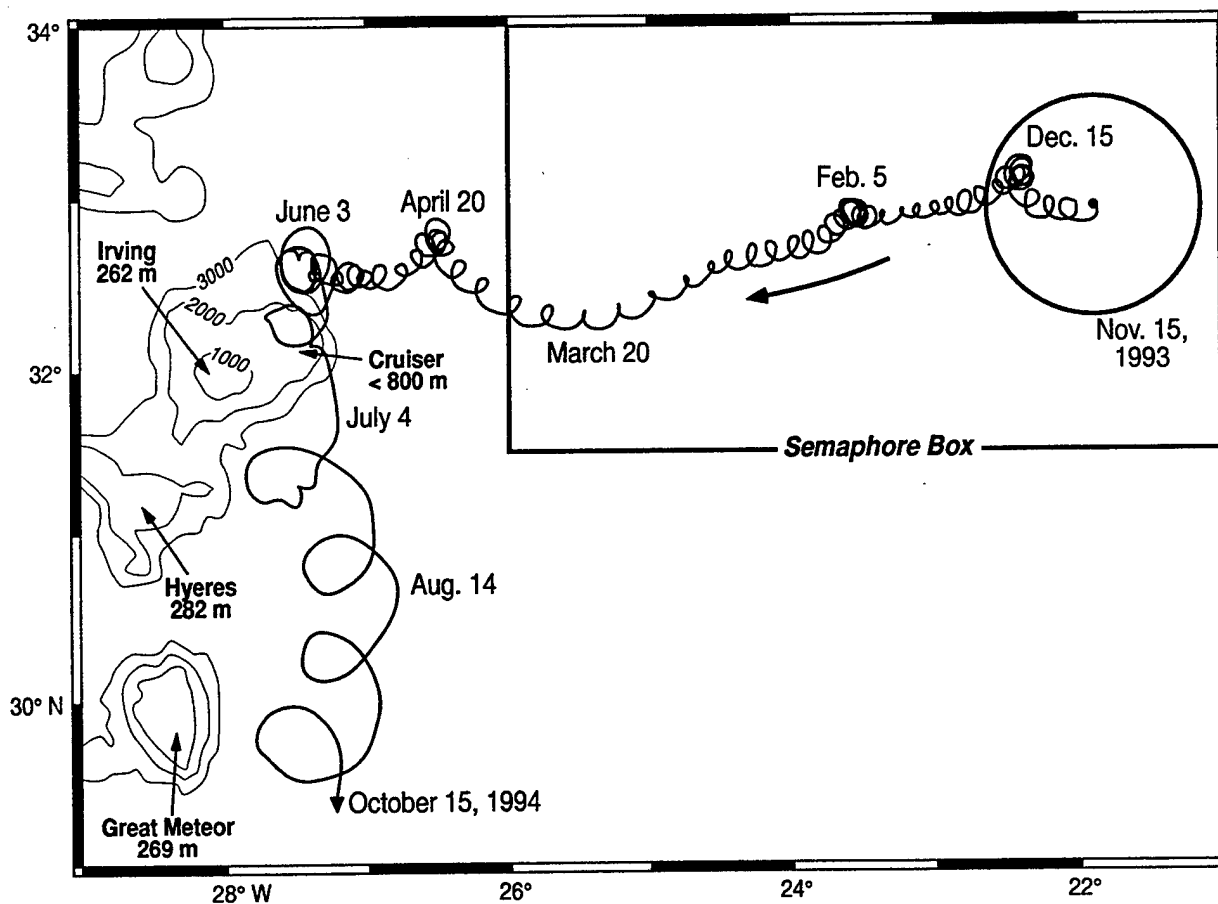 34°
Dec. 15
Feb. 5
June 3
April 20
Irving
262 m
3000
2000
1000
Nov. 15,
1993
March 20
32°
Cruiser
< 800 m
July 4
Semaphore Box
Hyeres
282 m
Aug. 14
30° N
October 15, 1994
Great Meteor
269 m
28° W
26°
24°
22°